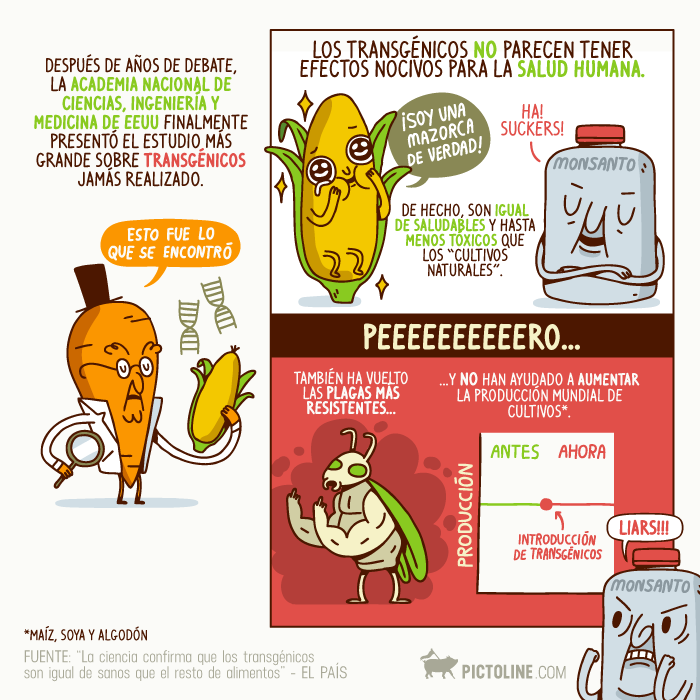 DESPUÉS DE AÑOS DE DEBATE,
LA ACADEMIA NACIONAL DE
CIENCIAS, INGENIERÍA Y
MEDICINA DE EEUU FINALMENTE
PRESENTÓ EL ESTUDIO MÁS
GRANDE SOBRE TRANSGÉNICOS
JAMÁS REALIZADO.
ESTO FUE LO
QUE SE ENCONTRÓ
LOS TRANSGÉNICOS NO PARECEN TENER
EFECTOS NOCIVOS PARA LA SALUD HUMANA.
¡SOY UNA
MAZORCA
DE VERDAD!
HA!
SUCKERS!
MONSANTO
DE HECHO, SON IGUAL
DE SALUDABLES Y HASTA
MENOS TÓXICOS QUE
LOS "CULTIVOS
NATURALES".
PEEEEEEEEEERO...
TAMBIÉN HA VUELTO
LAS PLAGAS MÁS
RESISTENTES...
...Y NO HAN AYUDADO A AUMENTAR
LA PRODUCCIÓN MUNDIAL DE
CULTIVOS*.
PRODUCCIÓN
ANTES AHORA
INTRODUCCIÓN
DE TRANSGÉNICOS
LIARS!!!
MONSANTO
*MAÍZ, SOYA Y ALGODÓN
FUENTE: "La ciencia confirma que los transgénicos
son igual de sanos que el resto de alimentos" - EL PAÍS
PICTOLINE.COM